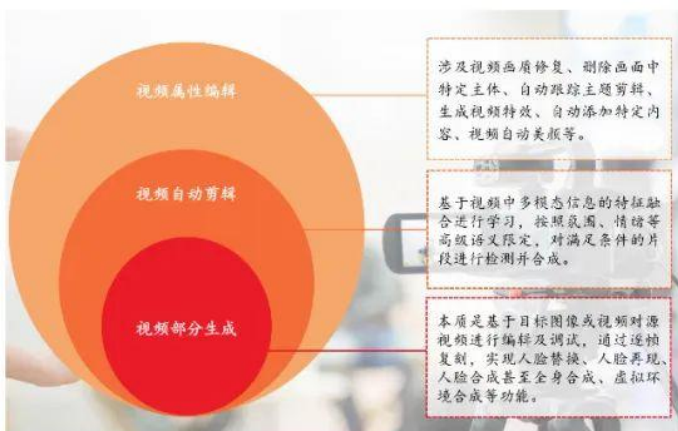 视频属性编辑
涉及视频画质修复、删除画面中
特定主体、自动跟踪主题剪辑、
生成视频特效、自动添加特定内
容、视频自动美颜等。
视频自动剪辑
基于视频中多模态信息的特征融
合进行学习，按照氛围、情绪等
高级语义限定，对满足条件的片
段进行检测并合成。
视频部分生成
本质是基于目标图像或视频对源
视频进行编辑及调试，通过逐帧
复刻，实现人脸替换、人脸再现、
人脸合成甚至全身合成、虚拟环
境合成等功能。